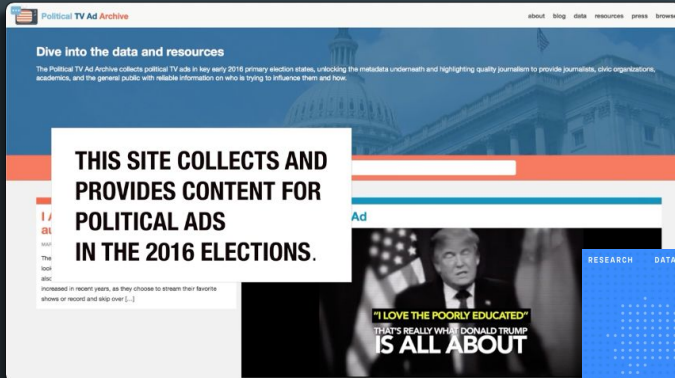 Political TV Ad Archive
about blog data resources press browse
Dive into the data and resources
The Political TV Ad Archive collects political TV ads in key early 2016 primary election states, unlocking the metadata underneath and highlighting quality journalism to provide journalists, civic organizations,
academics, and the general public with reliable information on who is trying to influence them and how.
THIS SITE COLLECTS AND
PROVIDES CONTENT FOR
POLITICAL ADS
IN THE 2016 ELECTIONS.
Ad
increased in recent years, as they choose to stream their favorite
shows or record and skip over [...]
"I LOVE THE POORLY EDUCATED"
THAT'S REALLY WHAT DONALD TRUMP
IS ALL ABOUT
RESEARCH DATA